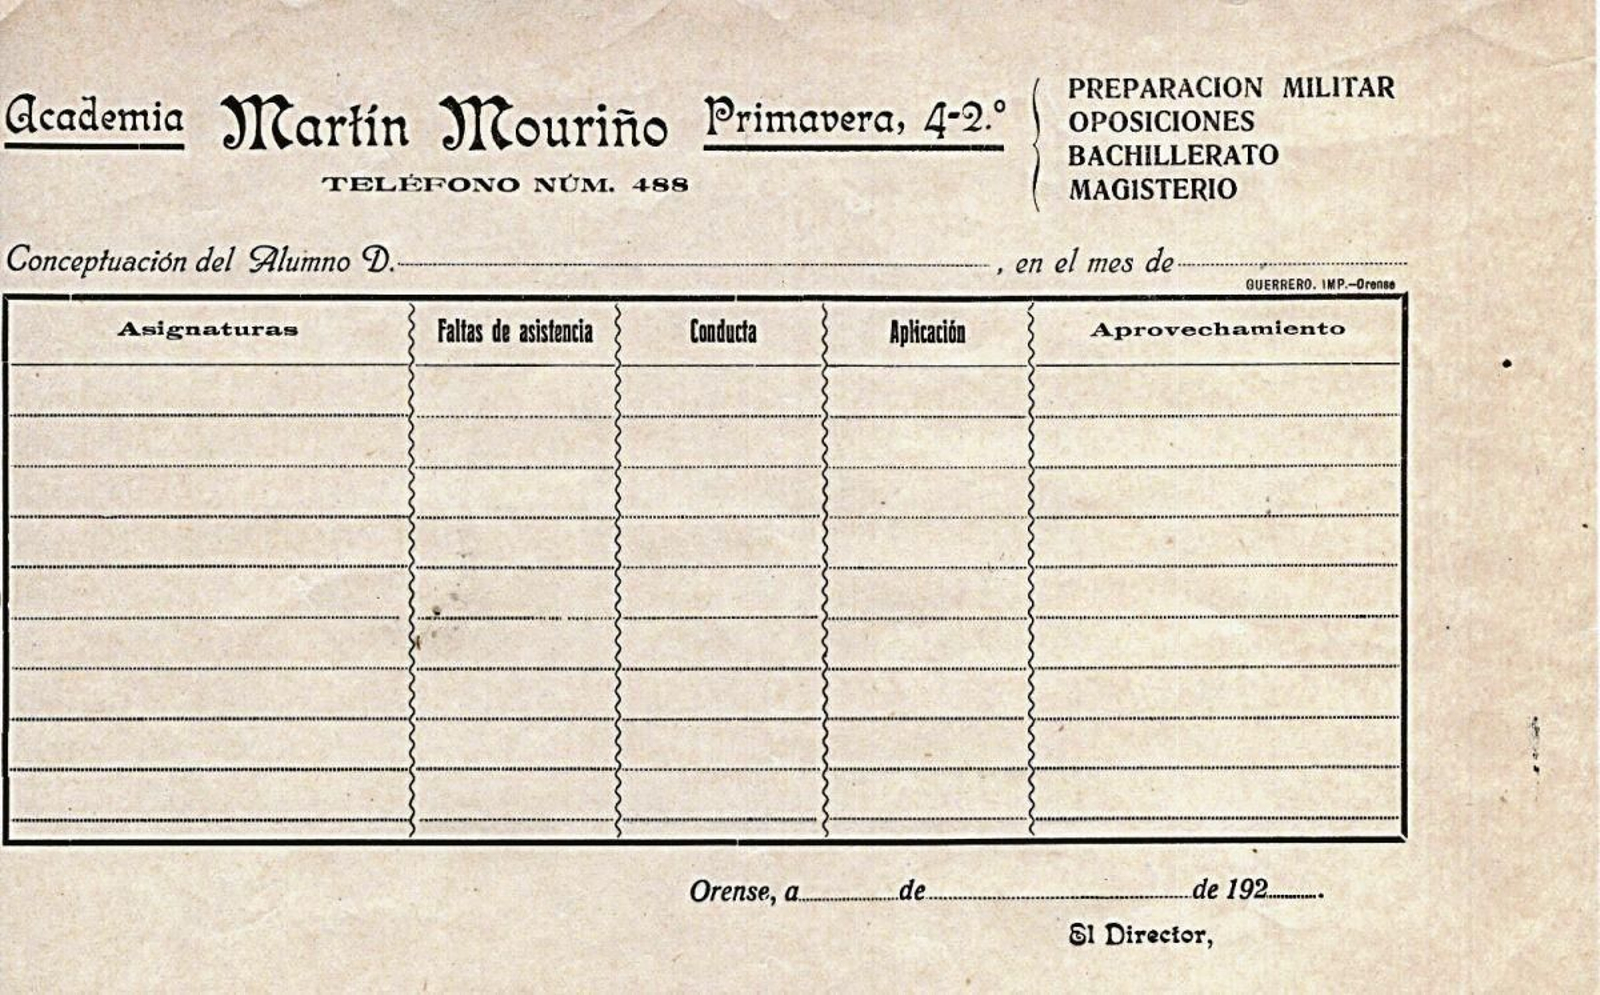 Academia Martín Mouriño Primavera, 4-2.º
TELÉFONO NÚM. 488
PREPARACION MILITAR
OPOSICIONES
BACHILLERATO
MAGISTERIO
Conceptuación del Alumno D. , en el mes de
GUERRERO. IMP.-Orense
Asignaturas Faltas de asistencia Conducta Aplicación Aprovechamiento
Orense, a de de 192 .
El Director,